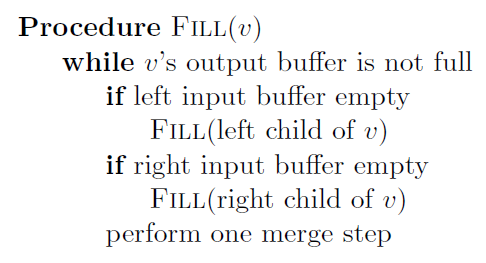 Procedure FILL(v)
while v's output buffer is not full
if left input buffer empty
FILL(left child of v)
if right input buffer empty
FILL(right child of v)
perform one merge step